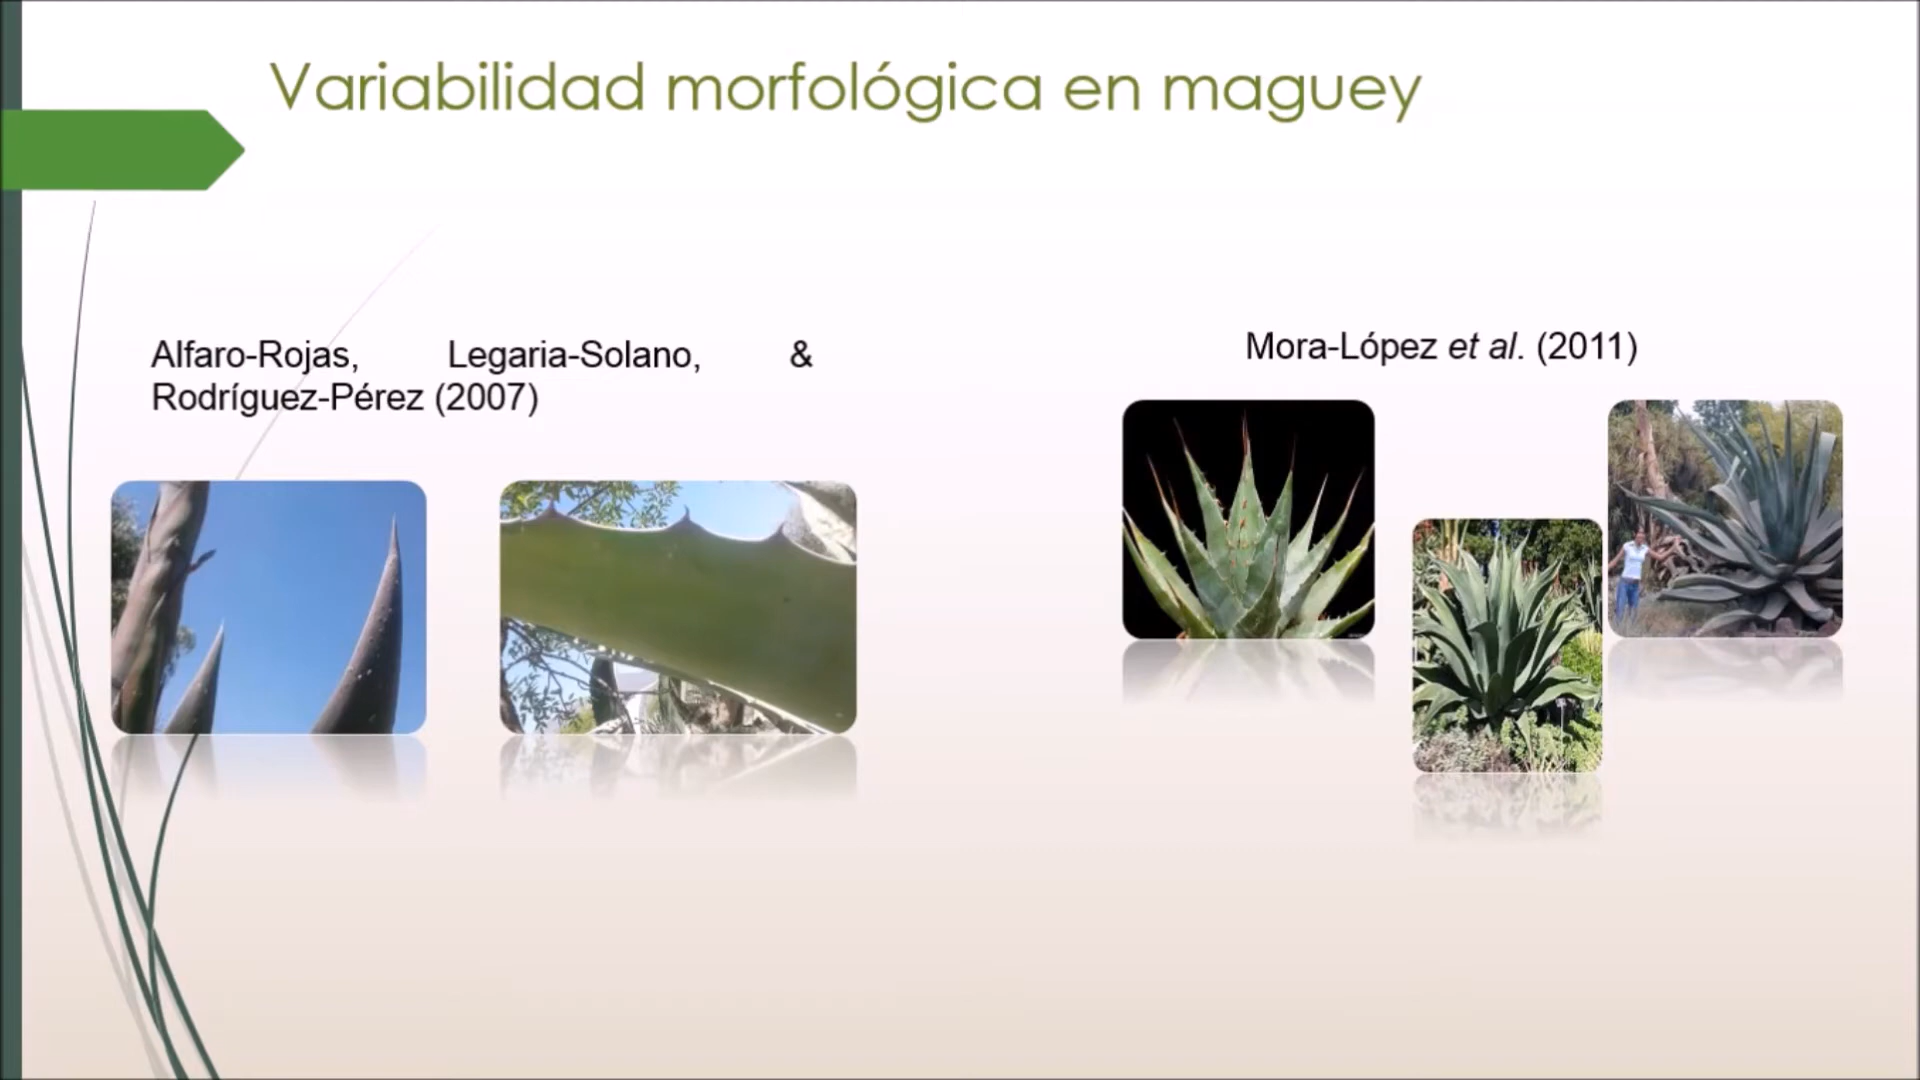 Variabilidad morfológica en maguey
Alfaro-Rojas, Legaria-Solano, &
Rodríguez-Pérez (2007)
Mora-López et al. (2011)